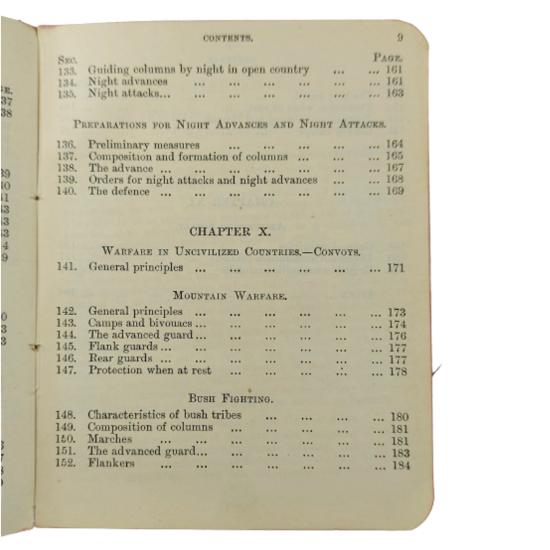 CONTENTS. 9
SEC. PAGE.
133. Guiding columns by night in open country ... ... 161
134. Night advances ... ... ... ... ... ... 161
135. Night attacks... ... ... ... ... ... ... 163
PREPARATIONS FOR NIGHT ADVANCES AND NIGHT ATTACKS.
136. Preliminary measures ... ... ... ... ... 164
137. Composition and formation of columns ... ... ... 165
138. The advance ... ... ... ... ... ... ... 167
139. Orders for night attacks and night advances ... ... 168
140. The defence ... ... ... ... ... ... ... 169
CHAPTER X.
WARFARE IN UNCIVILIZED COUNTRIES.—CONVOYS.
141. General principles ... ... ... ... ... ... 171
MOUNTAIN WARFARE.
142. General principles ... ... ... ... ... ... 173
143. Camps and bivouacs... ... ... ... ... ... 174
144. The advanced guard... ... ... ... ... ... 176
145. Flank guards... ... ... ... ... ... ... 177
146. Rear guards ... ... ... ... ... ... ... 177
147. Protection when at rest ... ... ... ... ... 178
BUSH FIGHTING.
148. Characteristics of bush tribes ... ... ... ... 180
149. Composition of columns ... ... ... ... ... 181
150. Marches ... ... ... ... ... ... ... 181
151. The advanced guard... ... ... ... ... ... 183
152. Flankers ... ... ... ... ... ... ... 184